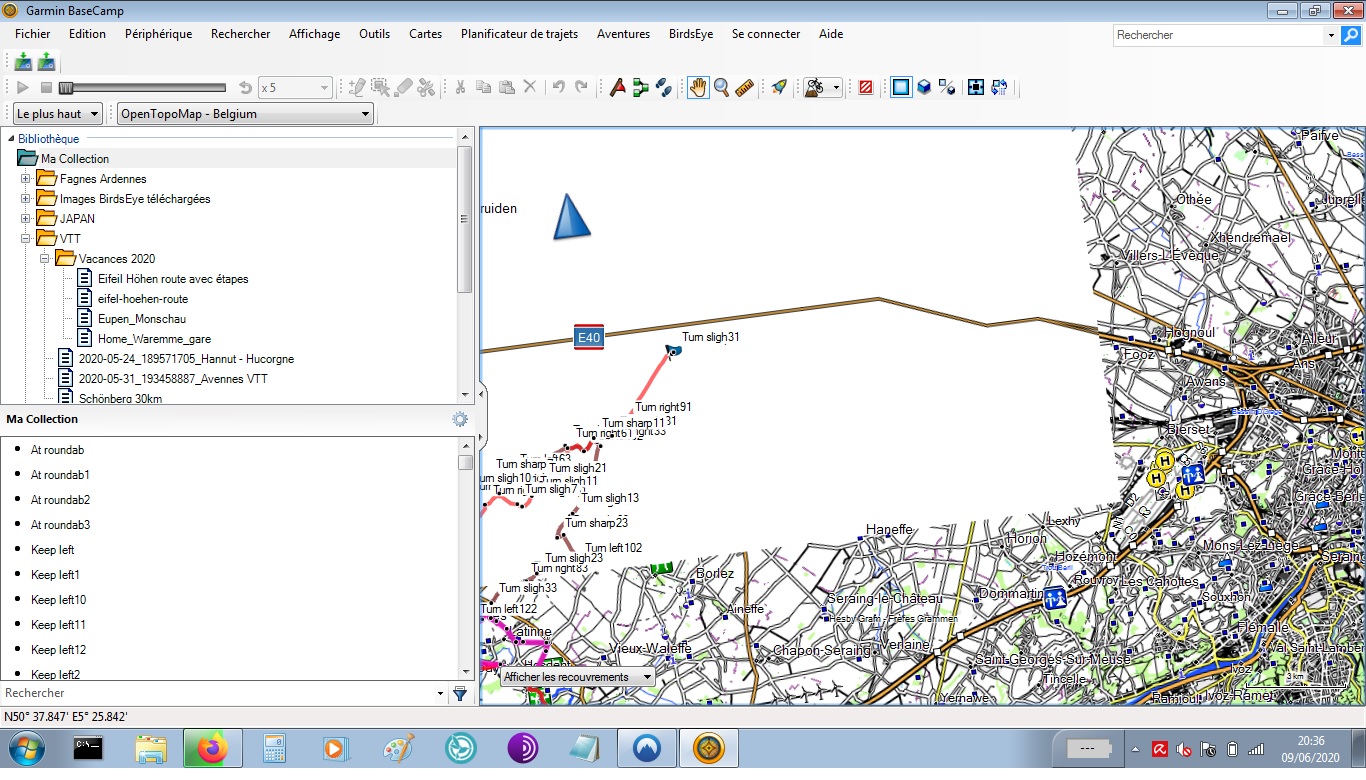 Garmin BaseCamp
Fichier Edition Périphérique Rechercher Affichage Outils Cartes Planificateur de trajets Aventures BirdsEye Se connecter Aide
Rechercher
x 5
Le plus haut OpenTopoMap - Belgium
Bibliothèque
Ma Collection
Fagnes Ardennes
Images BirdsEye téléchargées
JAPAN
VTT
Vacances 2020
Eifeil Höhen route avec étapes
eifel-hoehen-route
Eupen_Monschau
Home_Waremme_gare
2020-05-24_189571705_Hannut - Hucorgne
2020-05-31_193458887_Avennes VTT
Schönberg 30km
Ma Collection
At roundab
At roundab1
At roundab2
At roundab3
Keep left
Keep left1
Keep left10
Keep left11
Keep left12
Keep left2
Rechercher
N50° 37.847' E5° 25.842'
ruiden
E40
Turn sligh31
Turn right91
Turn sharp11
Turn sligh21
Turn sligh11
Turn sligh7
Turn sligh13
Turn sharp23
Turn left102
Turn sligh23
Turn right83
Turn sligh33
Turn left122
Paifve
Othée
Juprelle
Xhendremael
Villers-L'Évêque
Hognoul
Fooz
Alleur
Ans
Awans
Bierset
Grâce-Ho
Grâce-Ber
Mons-Lez-Liège
Seraing
Haneffe
Lexhy
Horion
Hozémont
Rouvroy
Les Cahottes
Souxhon
Dommartin
Flémalle
Val Saint-Lamber
Ivoz
Ivoz-Ramet
Ramioul
Borlez
Aineffe
Seraing-le-Château
Hesby Gram - Frères Grammen
Vieux-Waleffe
Chapon-Seraing
Verlaine
Saint-Georges-Sur-Meuse
Tincelle
Yernawe
Afficher les recouvrements
3 km
C:\
---
20:36
09/06/2020